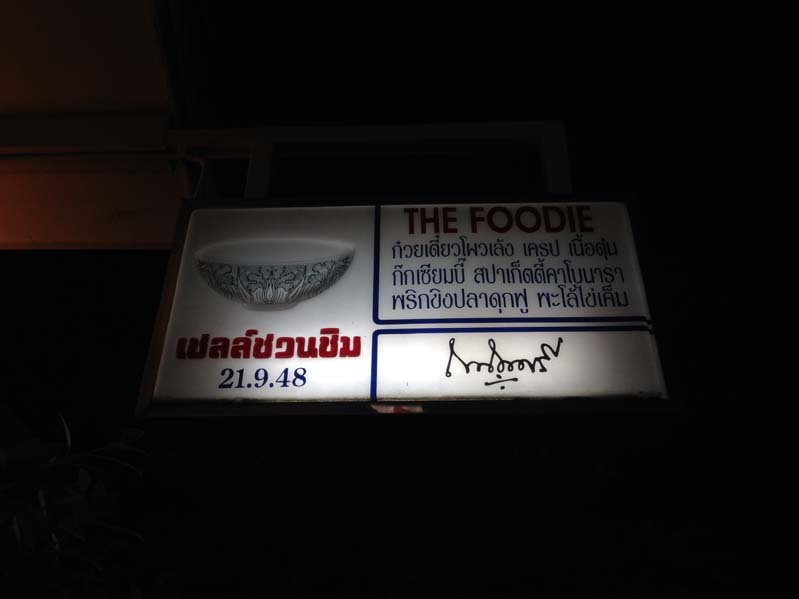 THE FOODIE
ก๋วยเตี๋ยวโผวเล้ง เครป เนื้อตุ๋น
ก๊กเซียมบี้ สปาเก็ตตี้คาโบนารา
พริกขิงปลาดุกฟู พะโล้ไข่เค็ม
เชลล์ชวนชิม
21.9.48